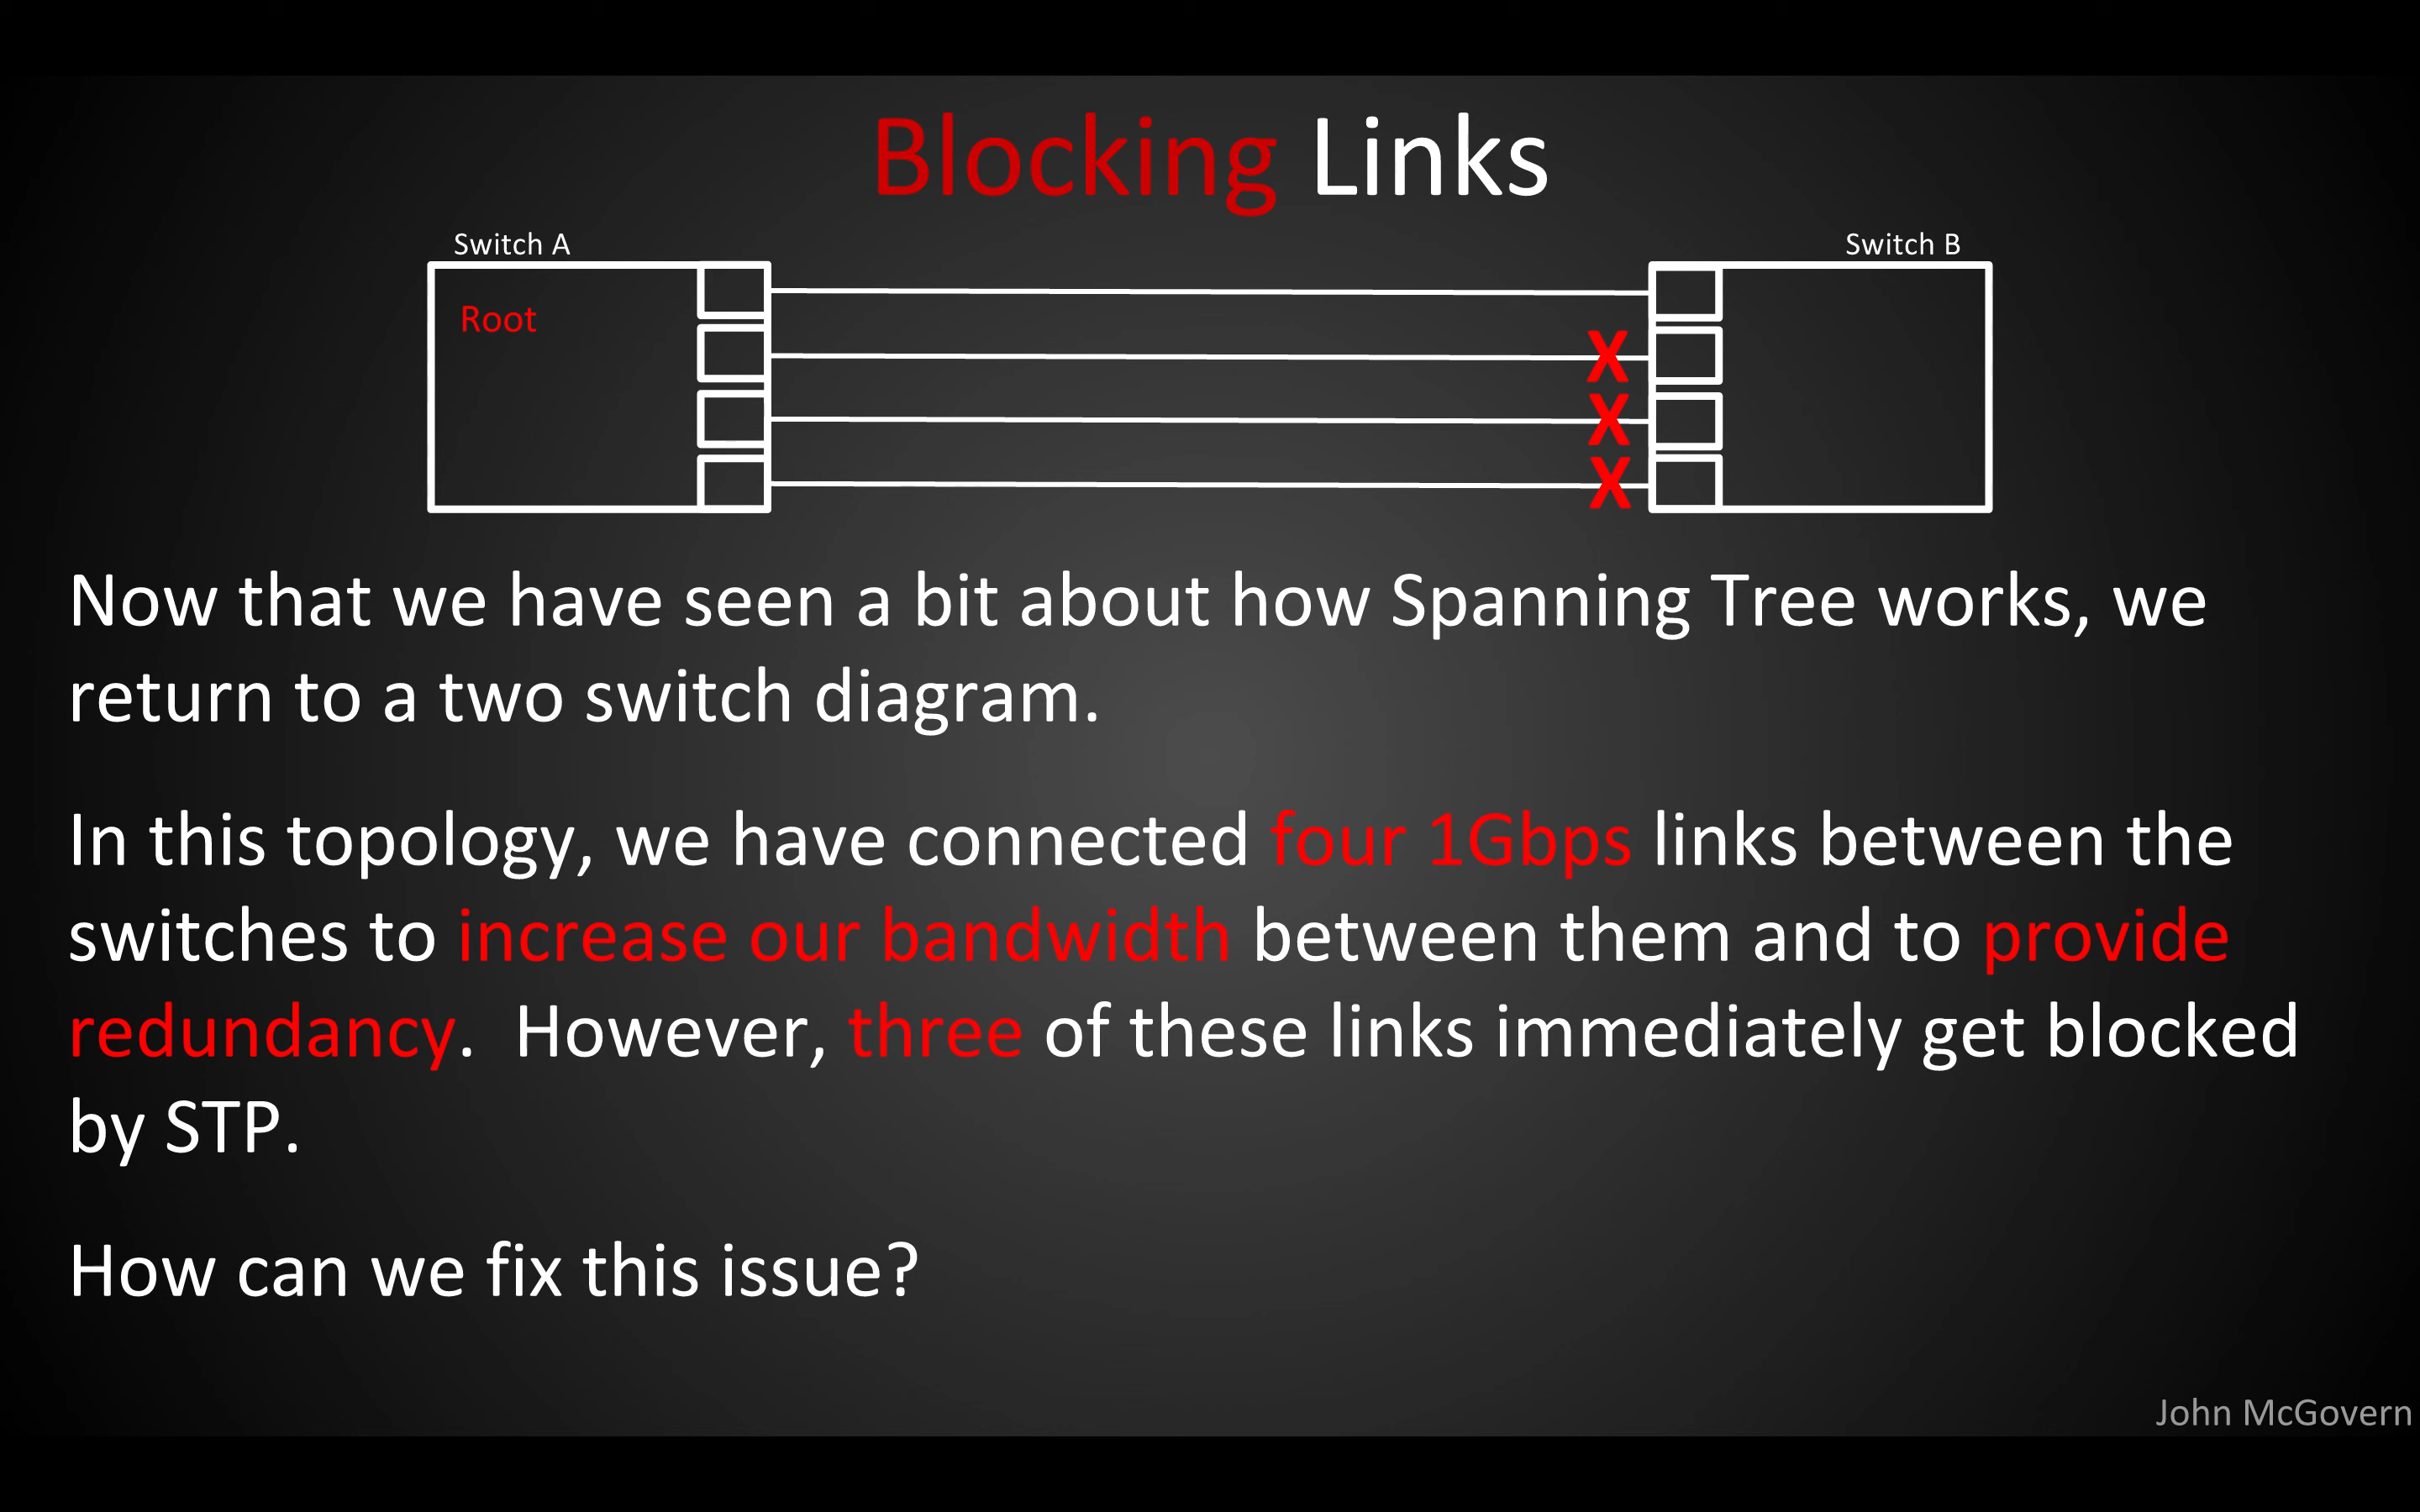 Blocking Links
Switch A
Switch B
Root
X
X
X
Now that we have seen a bit about how Spanning Tree works, we
return to a two switch diagram.
In this topology, we have connected four 1Gbps links between the
switches to increase our bandwidth between them and to provide
redundancy.  However, three of these links immediately get blocked
by STP.
How can we fix this issue?
John McGovern